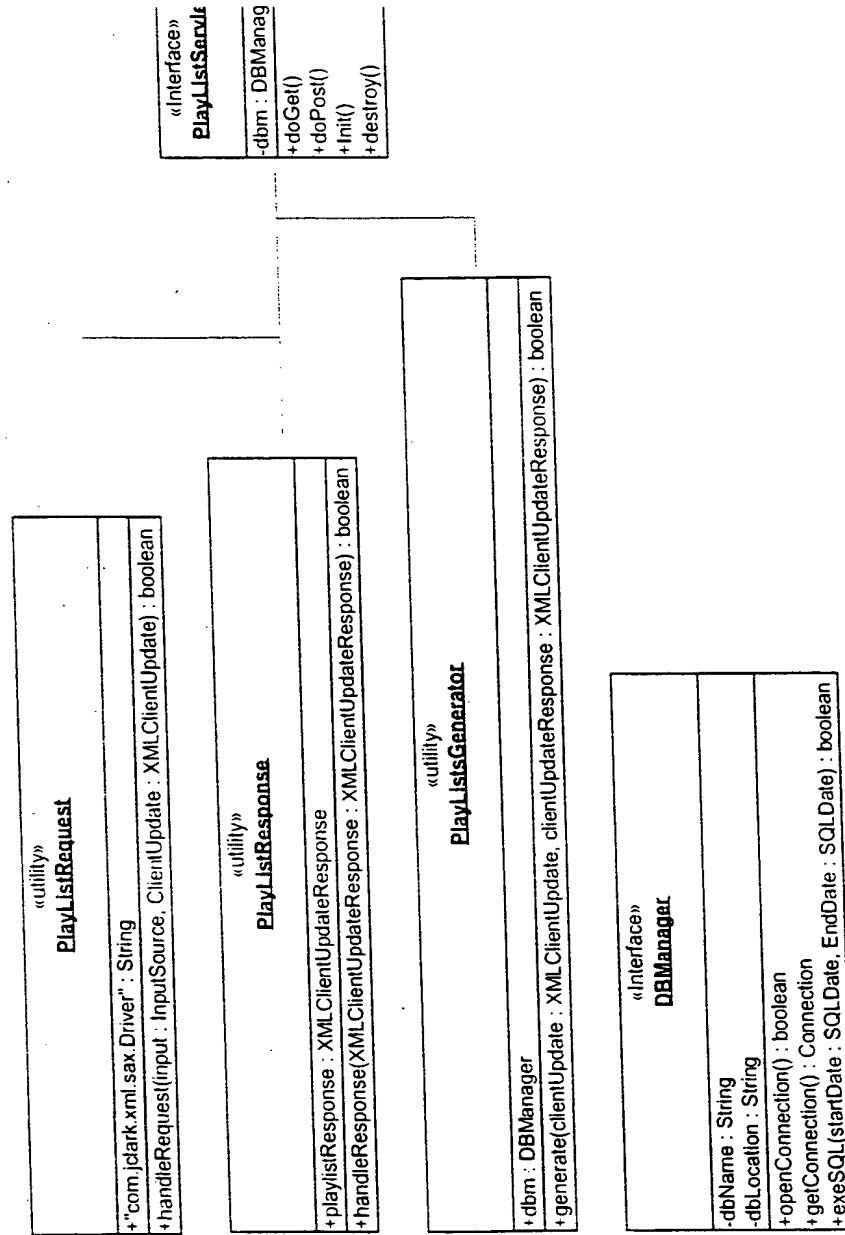 «utility»
PlayListRequest
+"com.jclark.xml.sax.Driver" : String
+handleRequest(input : InputSource, ClientUpdate : XMLClientUpdate) : boolean
«utility»
PlayListResponse
+playlistResponse : XMLClientUpdateResponse
+handleResponse(XMLClientUpdateResponse : XMLClientUpdateResponse) : boolean
«utility»
PlayListsGenerator
+dbm : DBManager
+generate(clientUpdate : XMLClientUpdate, clientUpdateResponse : XMLClientUpdateResponse) : boolean
«Interface»
DBManager
-dbName : String
-dbLocation : String
+openConnection() : boolean
+getConnection() : Connection
+exeSQL(startDate : SQLDate, EndDate : SQLDate) : boolean
«Interface»
PlayListServle
-dbm : DBManag
+doGet()
+doPost()
+Init()
+destroy()